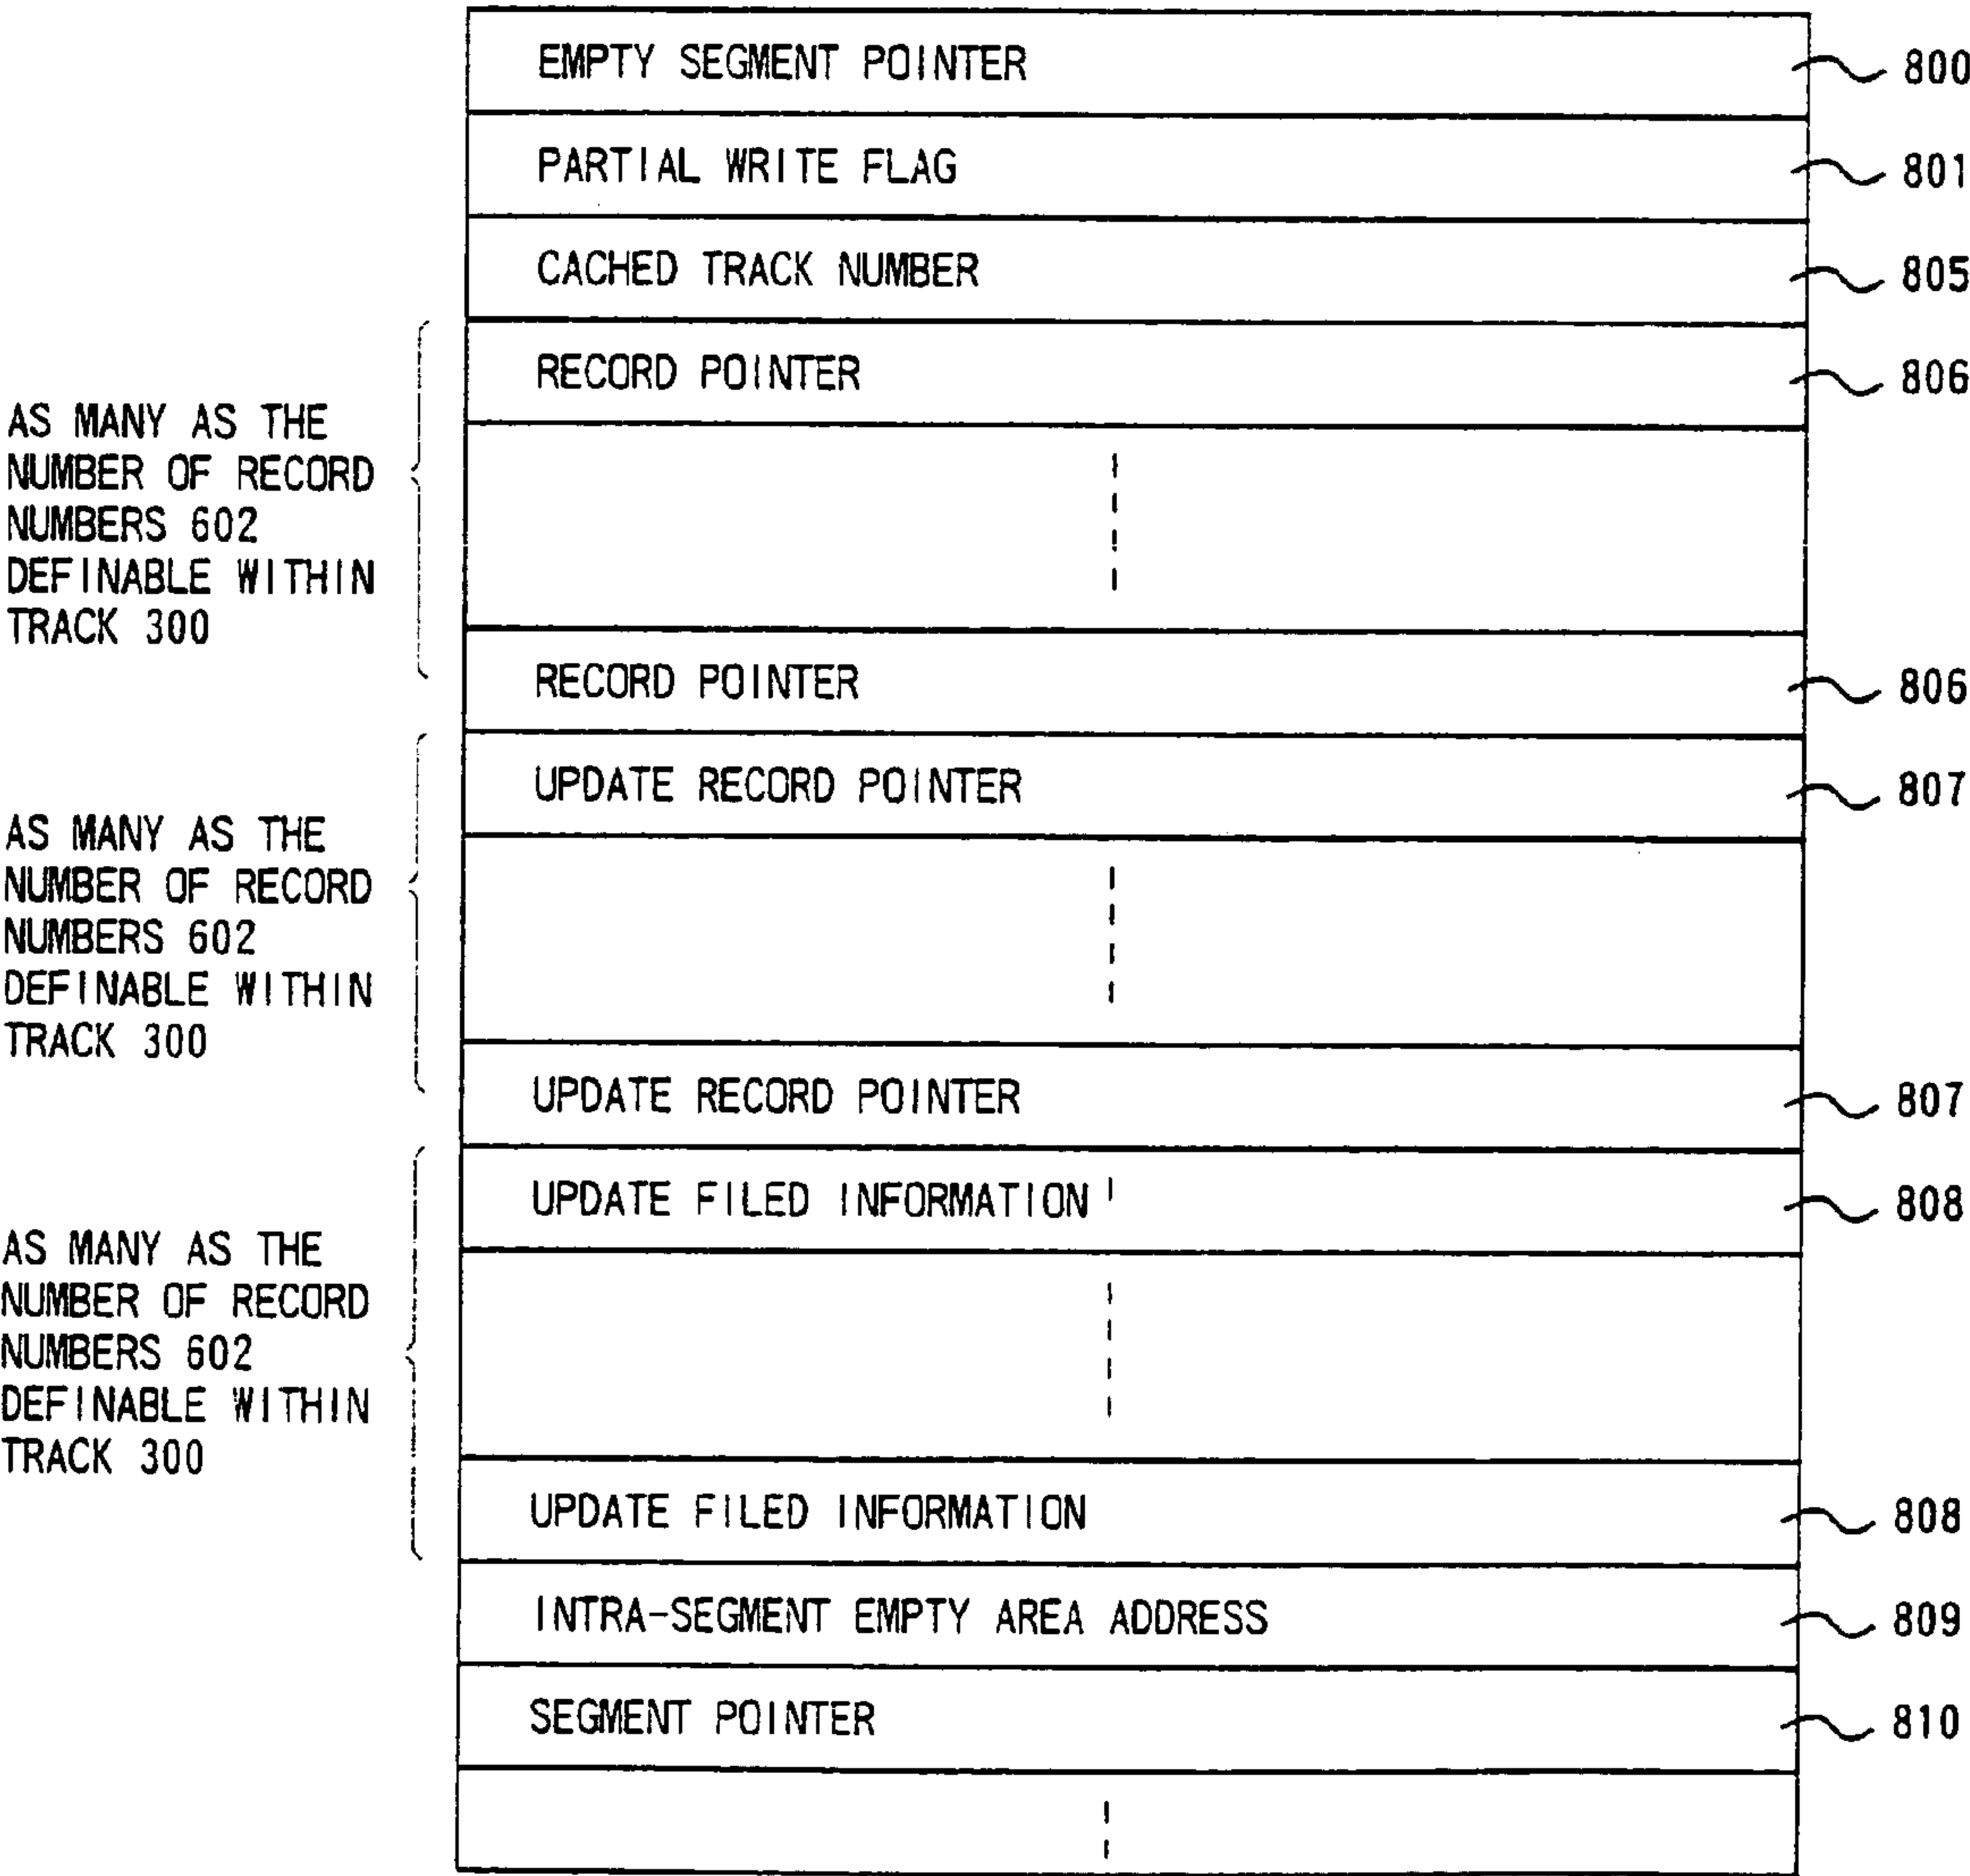 EMPTY SEGMENT POINTER 800
PARTIAL WRITE FLAG 801
CACHED TRACK NUMBER 805
RECORD POINTER 806
AS MANY AS THE
NUMBER OF RECORD
NUMBERS 602
DEFINABLE WITHIN
TRACK 300
RECORD POINTER 806
UPDATE RECORD POINTER 807
AS MANY AS THE
NUMBER OF RECORD
NUMBERS 602
DEFINABLE WITHIN
TRACK 300
UPDATE RECORD POINTER 807
UPDATE FILED INFORMATION 808
AS MANY AS THE
NUMBER OF RECORD
NUMBERS 602
DEFINABLE WITHIN
TRACK 300
UPDATE FILED INFORMATION 808
INTRA-SEGMENT EMPTY AREA ADDRESS 809
SEGMENT POINTER 810